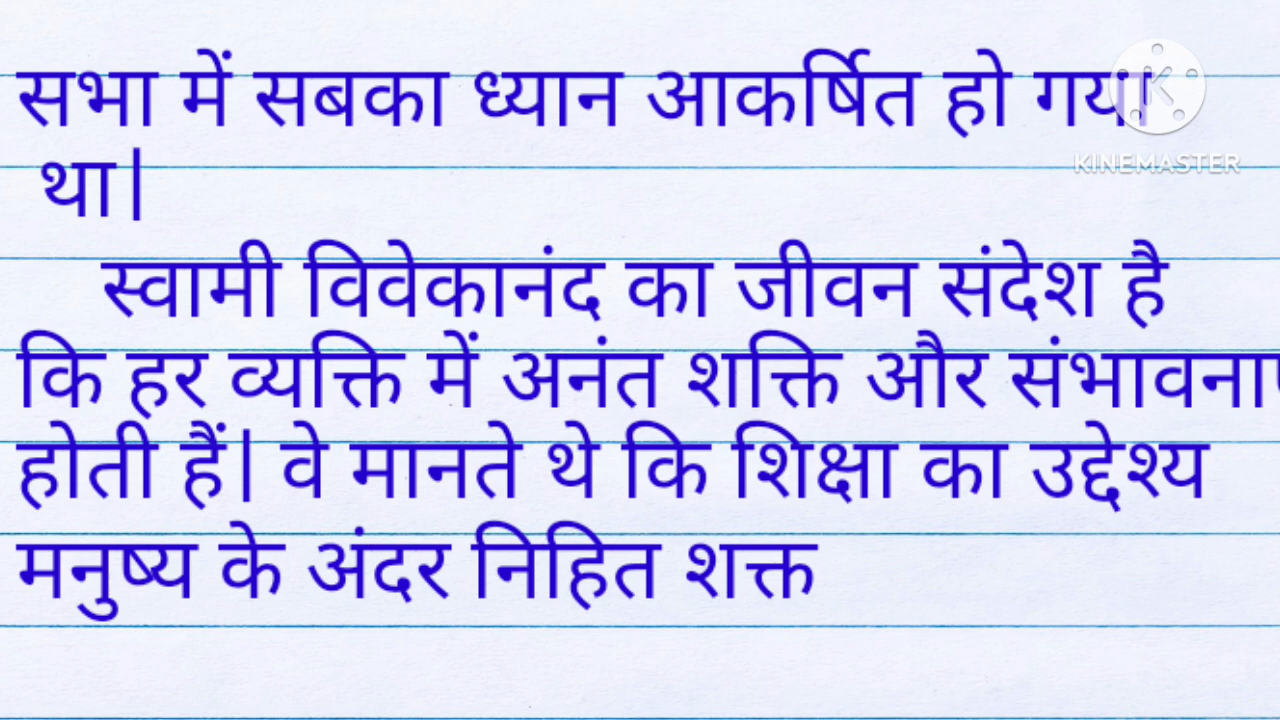 सभा में सबका ध्यान आकर्षित हो गया
था|
स्वामी विवेकानंद का जीवन संदेश है
कि हर व्यक्ति में अनंत शक्ति और संभावनाए
होती हैं| वे मानते थे कि शिक्षा का उद्देश्य
मनुष्य के अंदर निहित शक्त
KINEMASTER